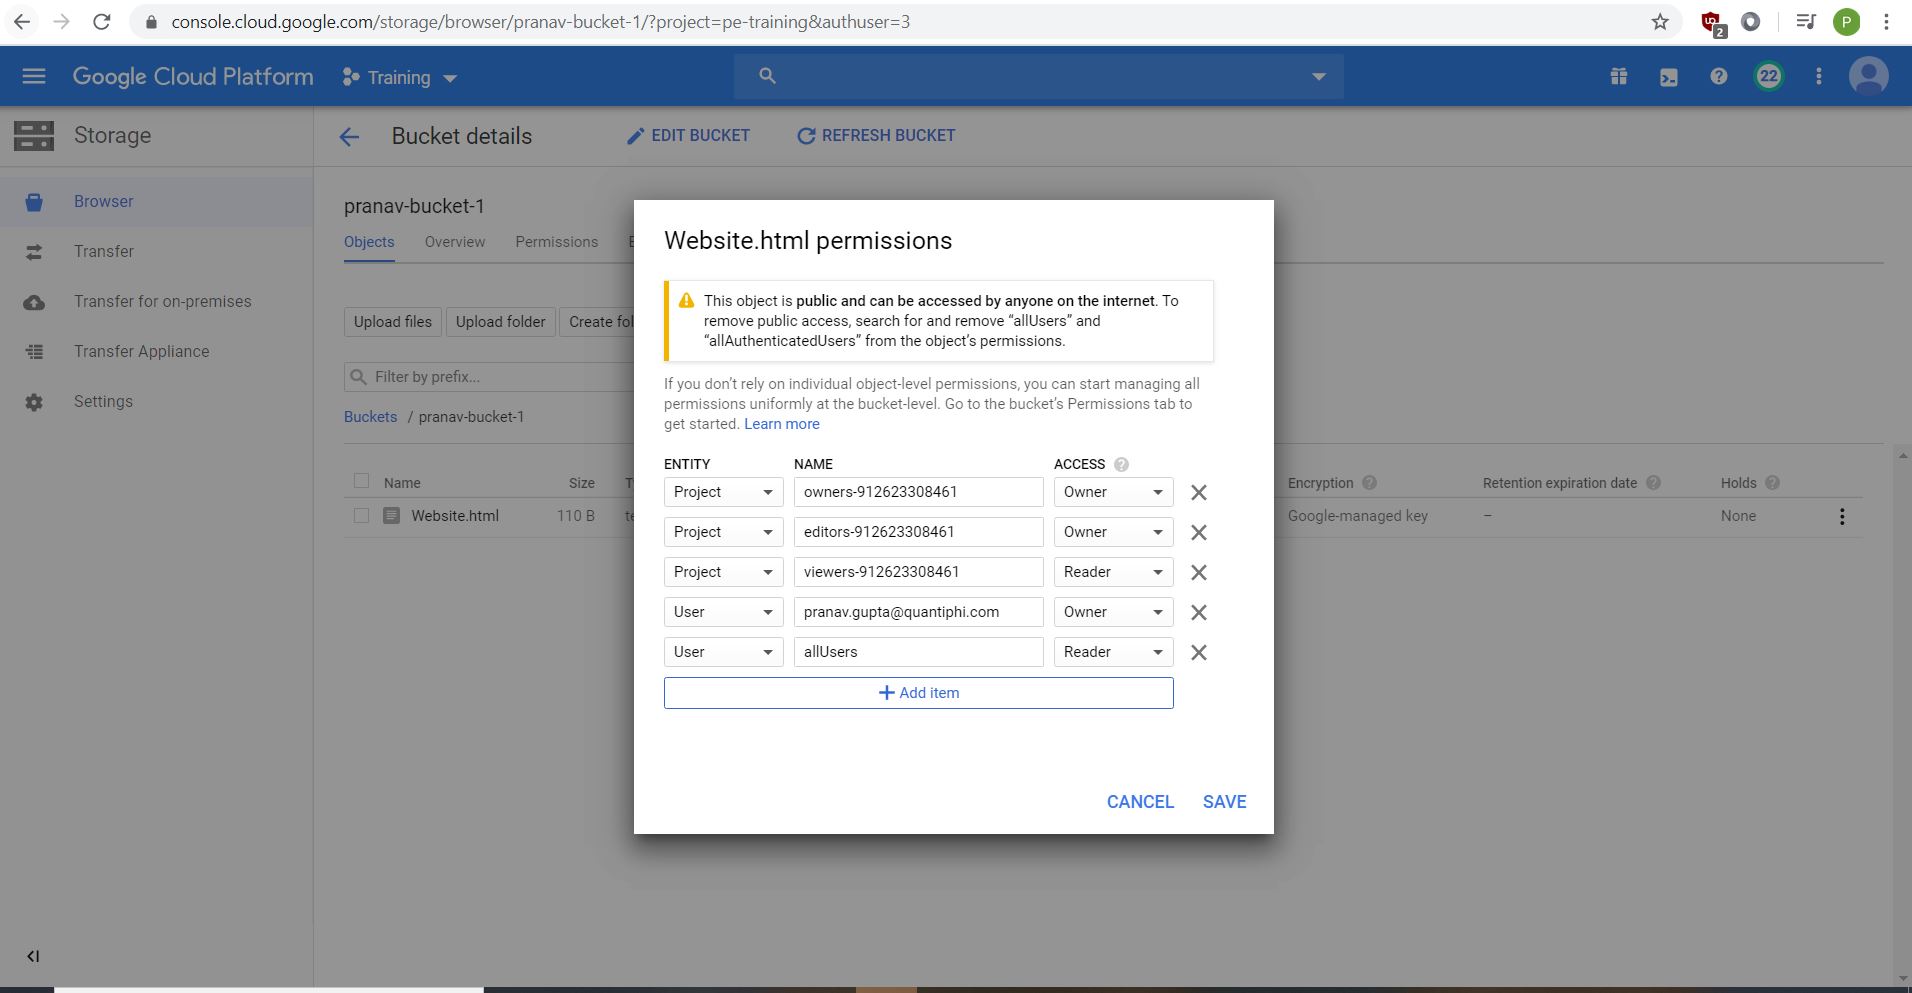 console.cloud.google.com/storage/browser/pranav-bucket-1/?project=pe-training&authuser=3
2
P
Google Cloud Platform
Training
22
Storage
Bucket details
EDIT BUCKET
REFRESH BUCKET
Browser
Transfer
Transfer for on-premises
Transfer Appliance
Settings
pranav-bucket-1
Objects Overview Permissions
Upload files Upload folder Create fol
Filter by prefix...
Buckets / pranav-bucket-1
Name Size Encryption Retention expiration date Holds
Website.html 110 B te Google-managed key – None
Website.html permissions
This object is public and can be accessed by anyone on the internet. To
remove public access, search for and remove “allUsers” and
“allAuthenticatedUsers” from the object’s permissions.
If you don’t rely on individual object-level permissions, you can start managing all
permissions uniformly at the bucket-level. Go to the bucket’s Permissions tab to
get started. Learn more
ENTITY NAME ACCESS
Project owners-912623308461 Owner
Project editors-912623308461 Owner
Project viewers-912623308461 Reader
User pranav.gupta@quantiphi.com Owner
User allUsers Reader
+ Add item
CANCEL SAVE